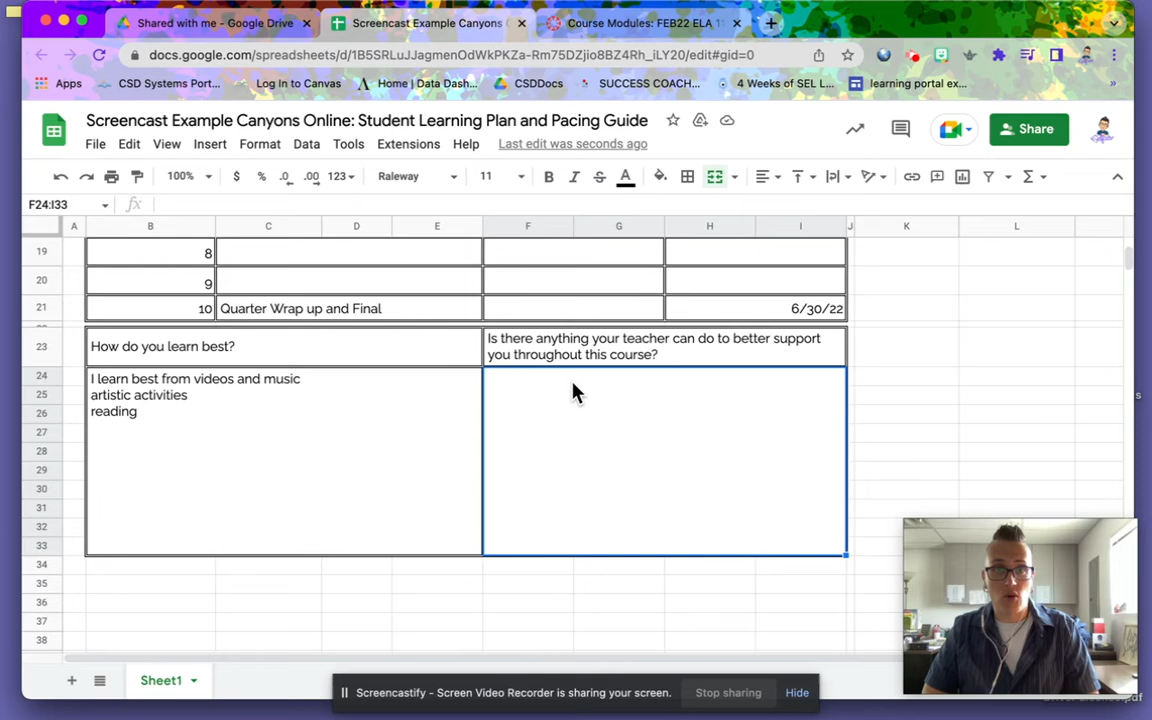 Shared with me - Google Drive
Screencast Example Canyons
Course Modules: FEB22 ELA 1
docs.google.com/spreadsheets/d/1B5SRLuJJagmenOdWkPKZa-Rm75DZjio8BZ4Rh_iLY20/edit#gid=0
Apps
CSD Systems Port...
Log In to Canvas
Home | Data Dash...
CSDDocs
SUCCESS COACH...
4 Weeks of SEL L...
learning portal ex...
»
Screencast Example Canyons Online: Student Learning Plan and Pacing Guide
File Edit View Insert Format Data Tools Extensions Help Last edit was seconds ago
Share
100% $ % .0 .00 123 Raleway 11 B I S A
F24:I33 fx
A B C D E F G H I J K L
19 8
20 9
21 10 Quarter Wrap up and Final 6/30/22
23 How do you learn best?
Is there anything your teacher can do to better support
you throughout this course?
24 I learn best from videos and music
25 artistic activities
26 reading
27
28
29
30
31
32
33
34
35
36
37
38
Sheet1
Screencastify - Screen Video Recorder is sharing your screen.
Stop sharing
Hide